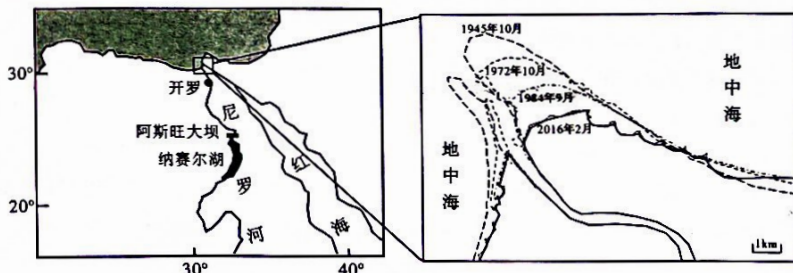 30°
20°
30°
40°
开罗
阿斯旺大坝
纳赛尔湖
尼
罗
河
红
海
1945年10月
1972年10月
1984年9月
2016年2月
地
中
海
地
中
海
1km